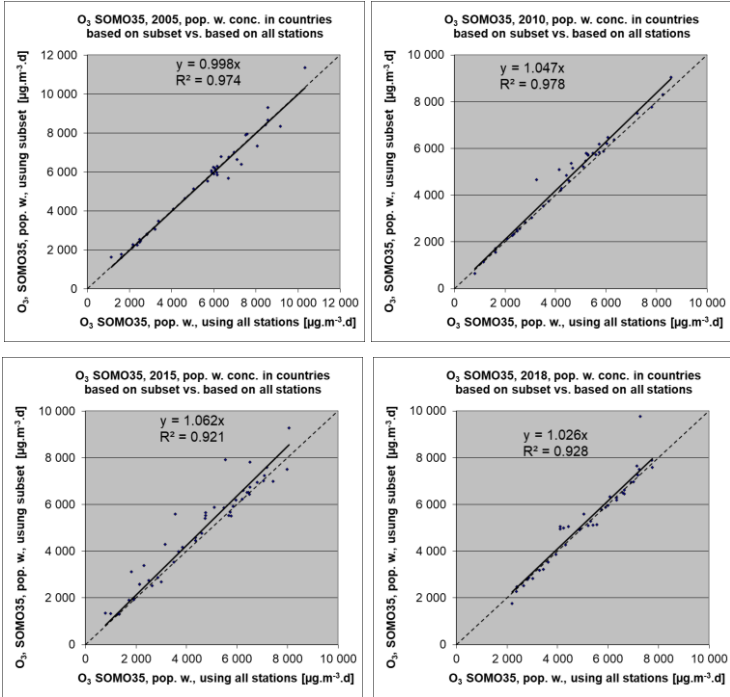 O₃ SOMO35, 2005, pop. w. conc. in countries
based on subset vs. based on all stations
O₃, SOMO35, pop. w., usung subset [µg.m⁻³.d]
12 000
10 000
8 000
6 000
4 000
2 000
0
y = 0.998x
R² = 0.974
0 2 000 4 000 6 000 8 000 10 000 12 000
O₃ SOMO35, pop. w., using all stations [µg.m⁻³.d]
O₃ SOMO35, 2010, pop. w. conc. in countries
based on subset vs. based on all stations
O₃, SOMO35, pop. w., usung subset [µg.m⁻³.d]
10 000
8 000
6 000
4 000
2 000
0
y = 1.047x
R² = 0.978
0 2 000 4 000 6 000 8 000 10 000
O₃ SOMO35, pop. w., using all stations [µg.m⁻³.d]
O₃ SOMO35, 2015, pop. w. conc. in countries
based on subset vs. based on all stations
O₃, SOMO35, pop. w., usung subset [µg.m⁻³.d]
10 000
8 000
6 000
4 000
2 000
0
y = 1.062x
R² = 0.921
0 2 000 4 000 6 000 8 000 10 000
O₃ SOMO35, pop. w., using all stations [µg.m⁻³.d]
O₃ SOMO35, 2018, pop. w. conc. in countries
based on subset vs. based on all stations
O₃, SOMO35, pop. w., usung subset [µg.m⁻³.d]
10 000
8 000
6 000
4 000
2 000
0
y = 1.026x
R² = 0.928
0 2 000 4 000 6 000 8 000 10 000
O₃ SOMO35, pop. w., using all stations [µg.m⁻³.d]